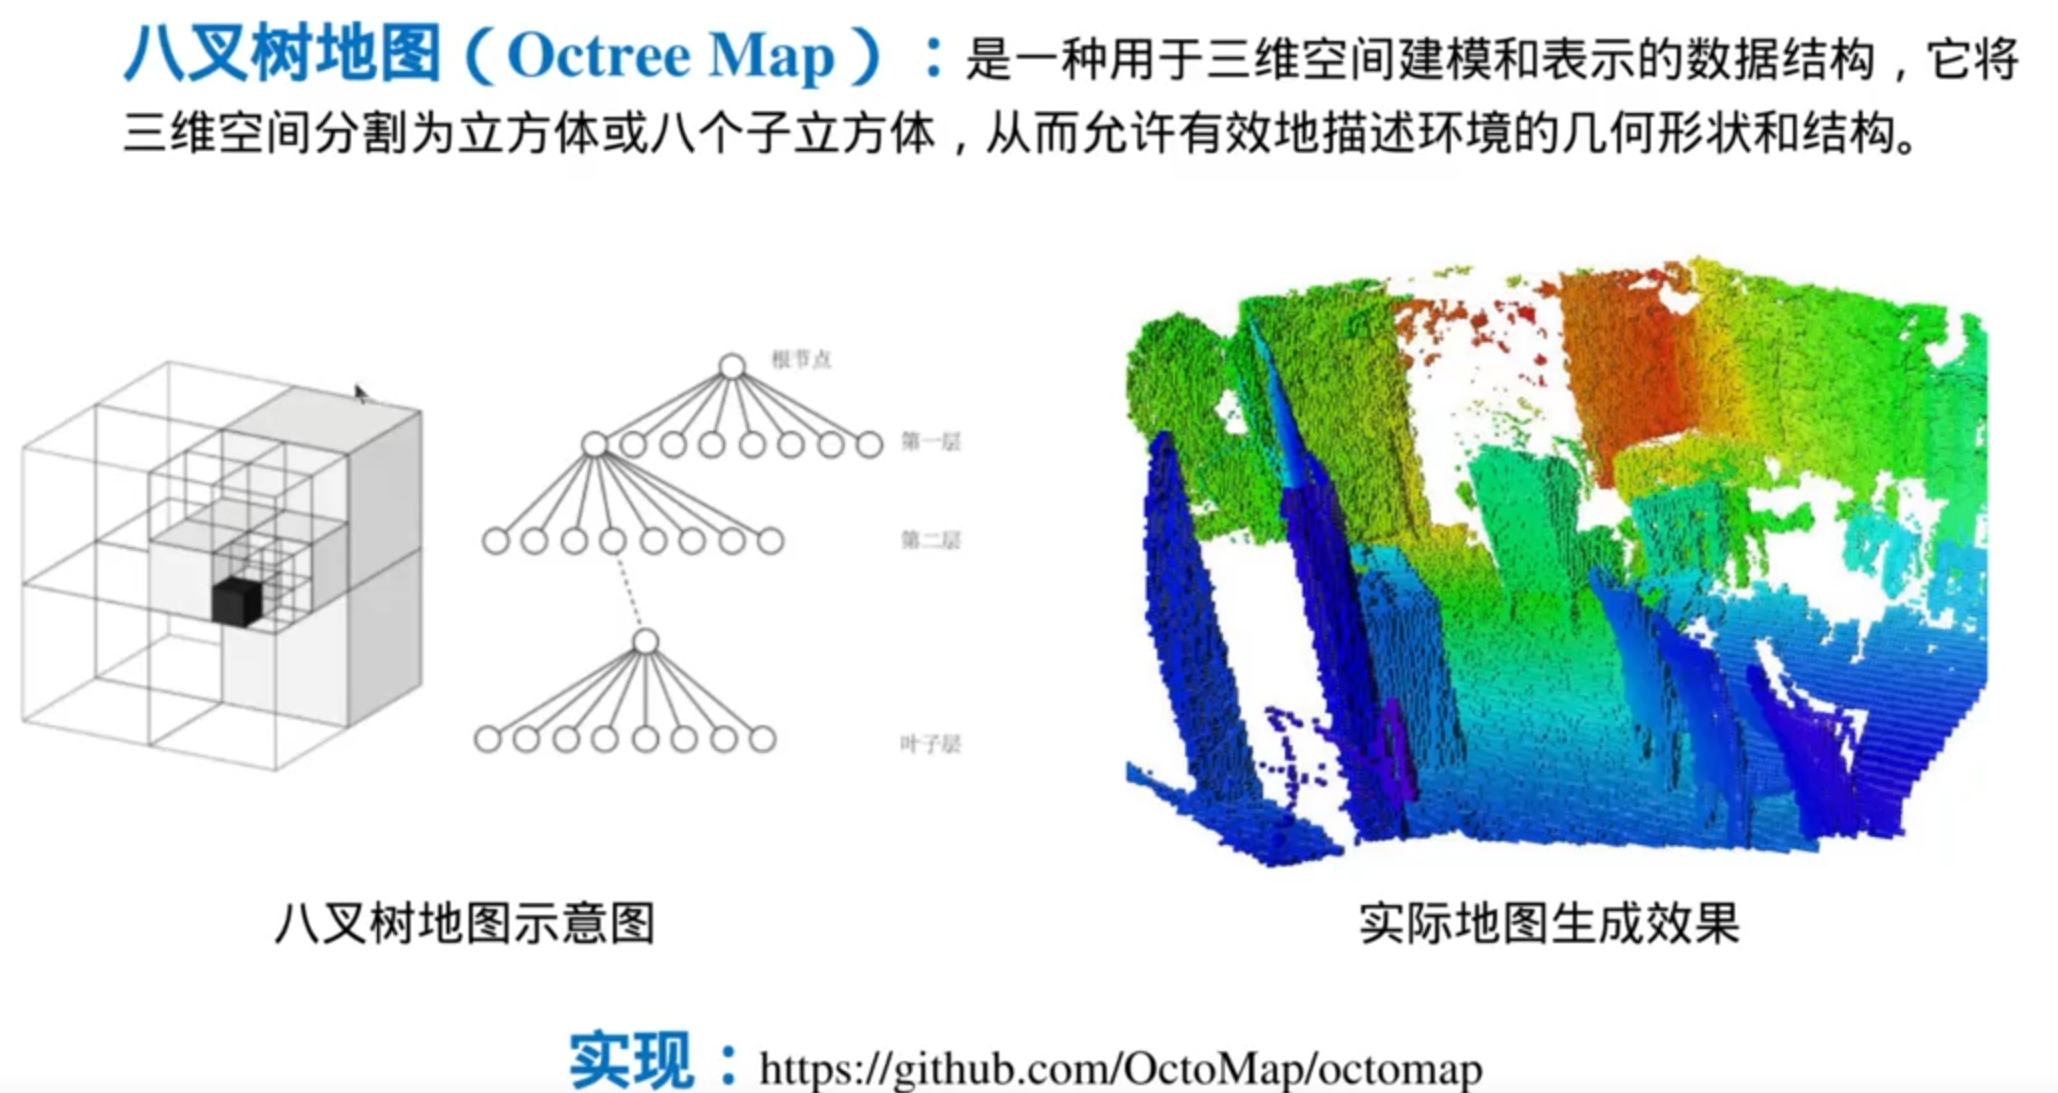 八叉树地图（Octree Map）：是一种用于三维空间建模和表示的数据结构，它将
三维空间分割为立方体或八个子立方体，从而允许有效地描述环境的几何形状和结构。
根节点
第一层
第二层
叶子层
八叉树地图示意图
实际地图生成效果
实现：https://github.com/OctoMap/octomap